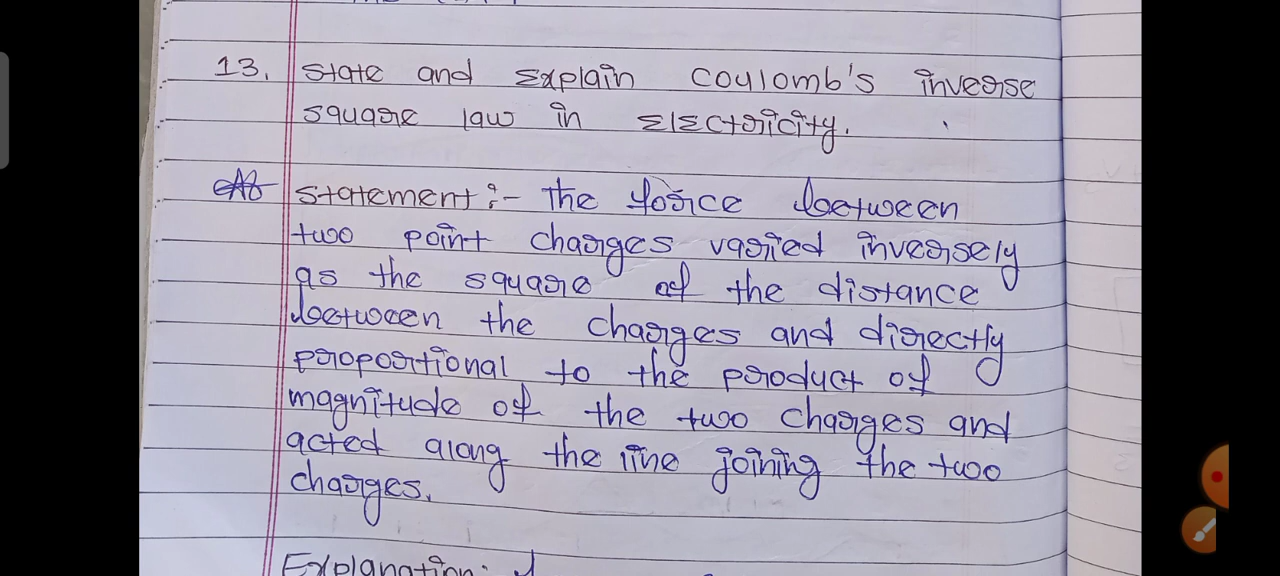 13. State and Explain Coulomb's inverse
square law in Electricity.
Statement:- the force between
two point charges varied inversely
as the square of the distance
between the charges and directly
proportional to the product of
magnitude of the two charges and
acted along the line joining the two
charges.
Explanation: